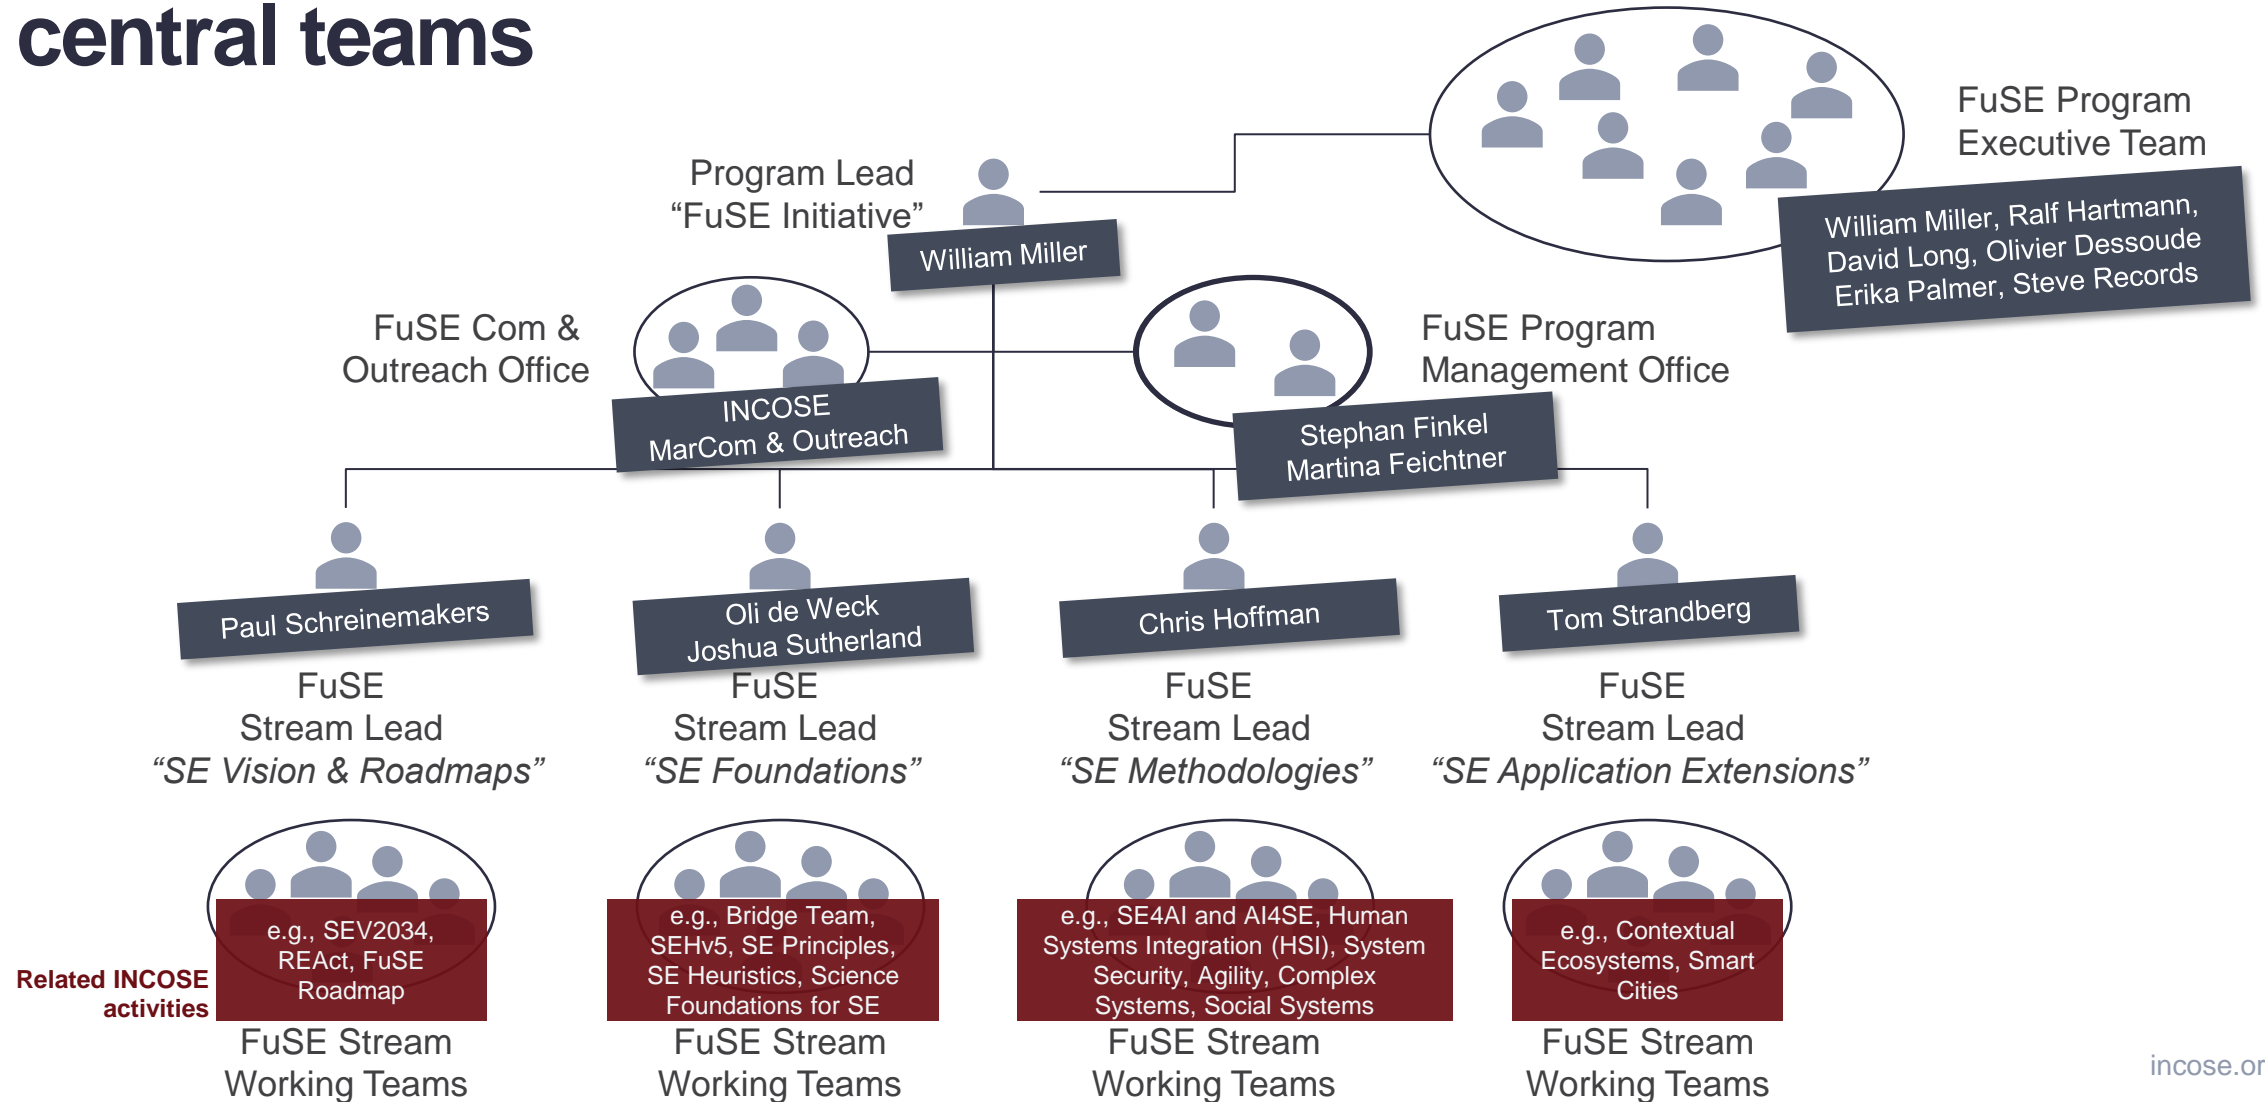 central teams
FuSE Program
Executive Team
William Miller, Ralf Hartmann,
David Long, Olivier Dessoude
Erika Palmer, Steve Records
Program Lead
“FuSE Initiative”
William Miller
FuSE Com &
Outreach Office
INCOSE
MarCom & Outreach
FuSE Program
Management Office
Stephan Finkel
Martina Feichtner
Paul Schreinemakers
FuSE
Stream Lead
“SE Vision & Roadmaps”
Oli de Weck
Joshua Sutherland
FuSE
Stream Lead
“SE Foundations”
Chris Hoffman
FuSE
Stream Lead
“SE Methodologies”
Tom Strandberg
FuSE
Stream Lead
“SE Application Extensions”
Related INCOSE
activities
e.g., SEV2034,
REAct, FuSE
Roadmap
FuSE Stream
Working Teams
e.g., Bridge Team,
SEHv5, SE Principles,
SE Heuristics, Science
Foundations for SE
FuSE Stream
Working Teams
e.g., SE4AI and AI4SE, Human
Systems Integration (HSI), System
Security, Agility, Complex
Systems, Social Systems
FuSE Stream
Working Teams
e.g., Contextual
Ecosystems, Smart
Cities
FuSE Stream
Working Teams
incose.or